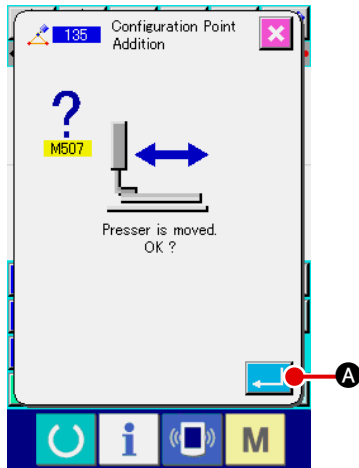 135 Configuration Point
Addition
?
M507
Presser is moved.
OK ?
A
i M